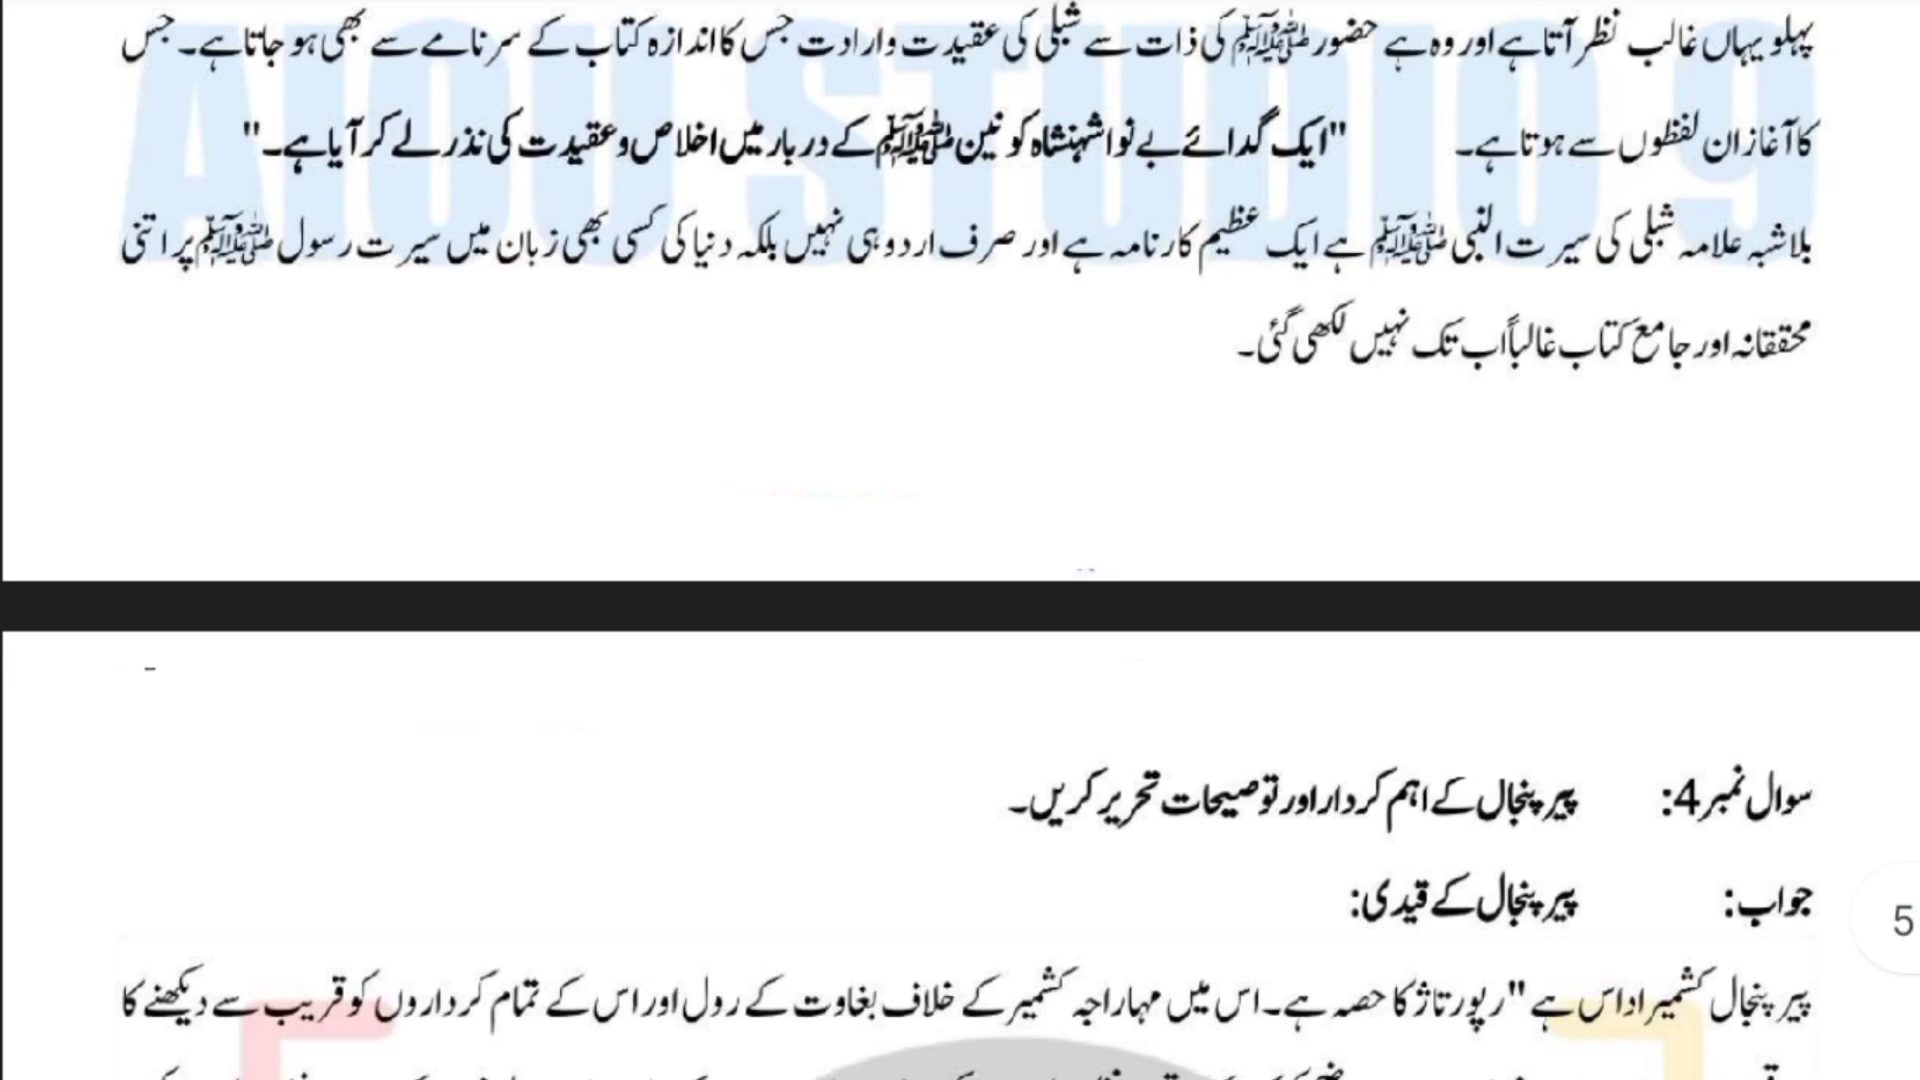 پہلو یہاں غالب نظر آتا ہے اور وہ ہے حضور ﷺ کی ذات سے شبلی کی عقیدت وارادت جس کا اندازہ کتاب کے سرنامے سے بھی ہو جاتا ہے۔ جس
کا آغاز ان لفظوں سے ہوتا ہے۔ "ایک گدائے بے نوا شہنشاہ کونین ﷺ کے دربار میں اخلاص و عقیدت کی نذر لے کر آیا ہے۔"
بلاشبہ علامہ شبلی کی سیرت النبی ﷺ ہے ایک عظیم کارنامہ ہے اور صرف اردو ہی نہیں بلکہ دنیا کی کسی بھی زبان میں سیرت رسول ﷺ پر اتنی
محققانہ اور جامع کتاب غالباً اب تک نہیں لکھی گئی۔
AIOU STUDIO 9
سوال نمبر 4: پیر پنجال کے اہم کردار اور توصیحات تحریر کریں۔
جواب: پیر پنجال کے قیدی:
5
پیر پنجال کشمیر اداس ہے "رپورتاژ کا حصہ ہے۔ اس میں مہاراجہ کشمیر کے خلاف بغاوت کے رول اور اس کے تمام کرداروں کو قریب سے دیکھنے کا